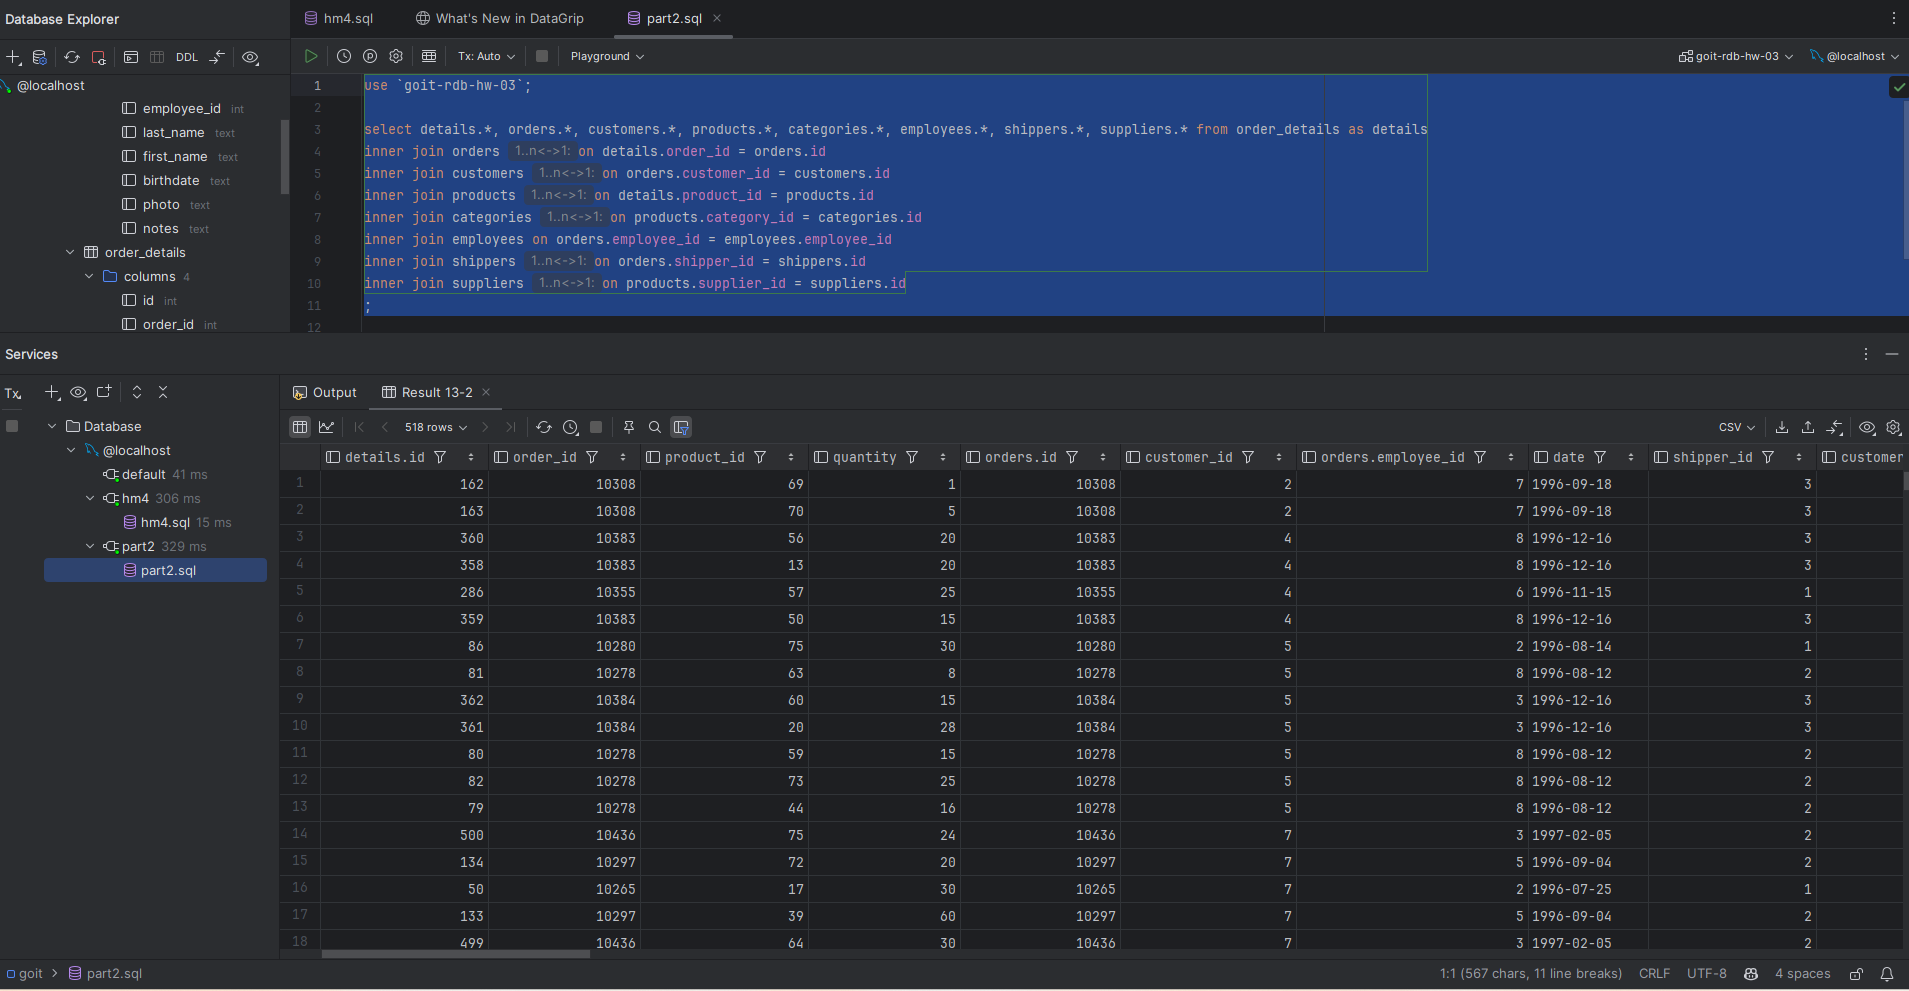 Database Explorer
hm4.sql
What's New in DataGrip
part2.sql
DDL
Tx: Auto
Playground
goit-rdb-hw-03
@localhost
@localhost
employee_id int
last_name text
first_name text
birthdate text
photo text
notes text
order_details
columns 4
id int
order_id int
1 use `goit-rdb-hw-03`;
2
3 select details.*, orders.*, customers.*, products.*, categories.*, employees.*, shippers.*, suppliers.* from order_details as details
4 inner join orders 1..n<->1: on details.order_id = orders.id
5 inner join customers 1..n<->1: on orders.customer_id = customers.id
6 inner join products 1..n<->1: on details.product_id = products.id
7 inner join categories 1..n<->1: on products.category_id = categories.id
8 inner join employees on orders.employee_id = employees.employee_id
9 inner join shippers 1..n<->1: on orders.shipper_id = shippers.id
10 inner join suppliers 1..n<->1: on products.supplier_id = suppliers.id
11 ;
12
Services
Tx
Database
@localhost
default 41 ms
hm4 306 ms
hm4.sql 15 ms
part2 329 ms
part2.sql
Output
Result 13-2
518 rows
CSV
details.id order_id product_id quantity orders.id customer_id orders.employee_id date shipper_id customer
1 162 10308 69 1 10308 2 7 1996-09-18 3
2 163 10308 70 5 10308 2 7 1996-09-18 3
3 360 10383 56 20 10383 4 8 1996-12-16 3
4 358 10383 13 20 10383 4 8 1996-12-16 3
5 286 10355 57 25 10355 4 6 1996-11-15 1
6 359 10383 50 15 10383 4 8 1996-12-16 3
7 86 10280 75 30 10280 5 2 1996-08-14 1
8 81 10278 63 8 10278 5 8 1996-08-12 2
9 362 10384 60 15 10384 5 3 1996-12-16 3
10 361 10384 20 28 10384 5 3 1996-12-16 3
11 80 10278 59 15 10278 5 8 1996-08-12 2
12 82 10278 73 25 10278 5 8 1996-08-12 2
13 79 10278 44 16 10278 5 8 1996-08-12 2
14 500 10436 75 24 10436 7 3 1997-02-05 2
15 134 10297 72 20 10297 7 5 1996-09-04 2
16 50 10265 17 30 10265 7 2 1996-07-25 1
17 133 10297 39 60 10297 7 5 1996-09-04 2
18 499 10436 64 30 10436 7 3 1997-02-05 2
goit
part2.sql
1:1 (567 chars, 11 line breaks)
CRLF
UTF-8
4 spaces